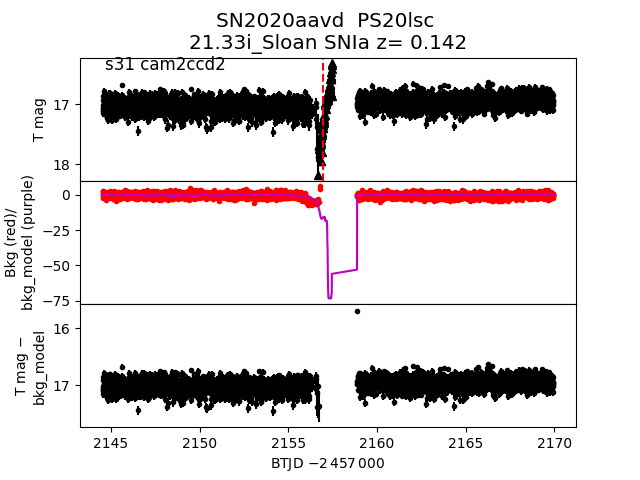 SN2020aavd  PS20lsc
21.33i_Sloan SNIa z= 0.142
s31 cam2ccd2
T mag
17
18
Bkg (red)/
bkg_model (purple)
0
−25
−50
−75
T mag −
bkg_model
16
17
2145 2150 2155 2160 2165 2170
BTJD −2 457 000